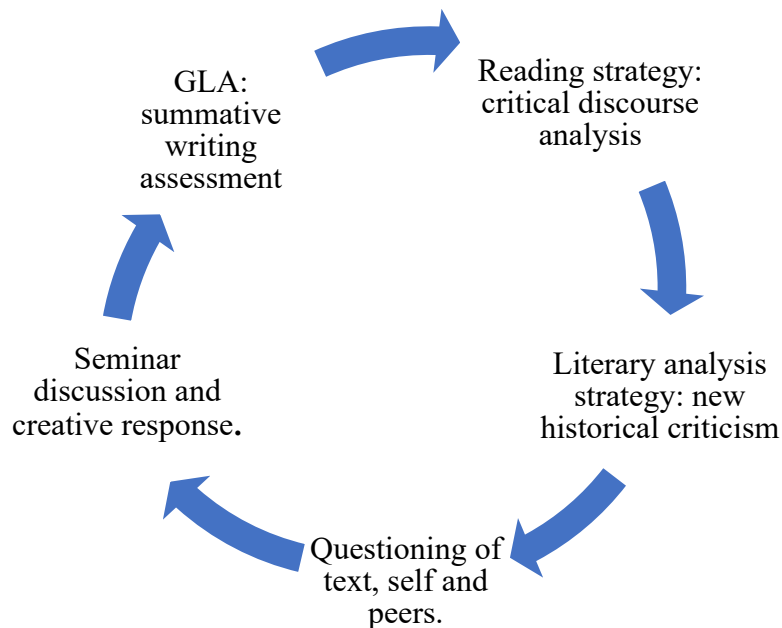 GLA:
summative
writing
assessment
Reading strategy:
critical discourse
analysis
Literary analysis
strategy: new
historical criticism
Questioning of
text, self and
peers.
Seminar
discussion and
creative response.